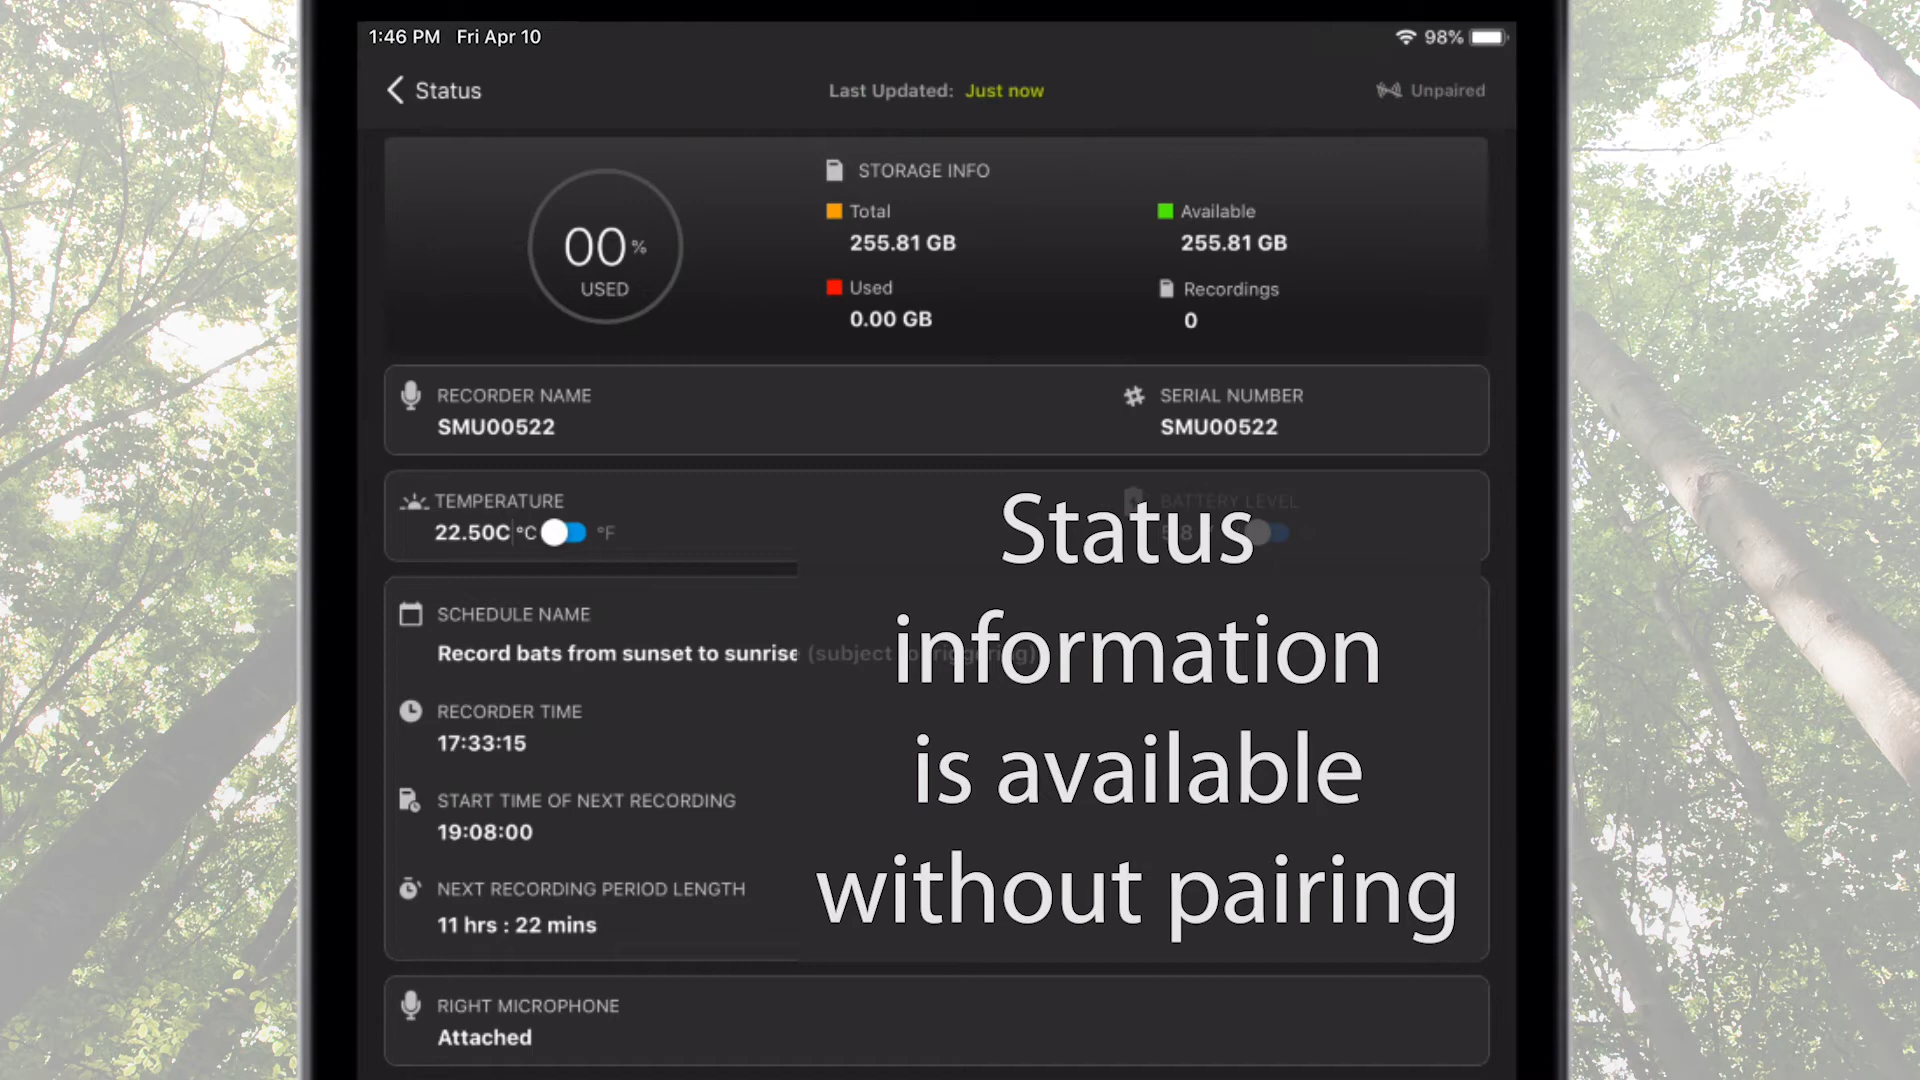 1:46 PM Fri Apr 10 98%
Status Last Updated: Just now Unpaired
STORAGE INFO
Total Available
00 % 255.81 GB 255.81 GB
USED Used Recordings
0.00 GB 0
RECORDER NAME SERIAL NUMBER
SMU00522 SMU00522
TEMPERATURE BATTERY LEVEL
22.50C °C °F
SCHEDULE NAME
Record bats from sunset to sunrise (subject to triggering)
RECORDER TIME
17:33:15
START TIME OF NEXT RECORDING
19:08:00
NEXT RECORDING PERIOD LENGTH
11 hrs : 22 mins
RIGHT MICROPHONE
Attached
Status
information
is available
without pairing